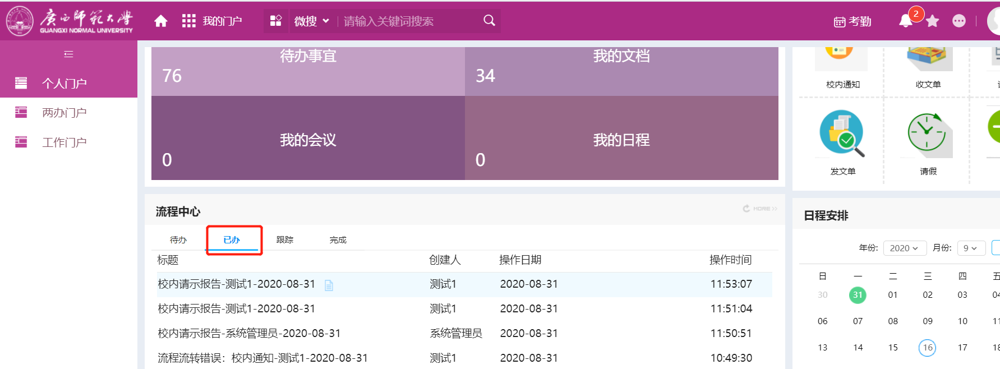 广西师范大学
GUANGXI NORMAL UNIVERSITY
我的门户
微搜
请输入关键词搜索
考勤
2
个人门户
两办门户
工作门户
待办事宜
76
我的文档
34
我的会议
0
我的日程
0
校内通知
收文单
发文单
请假
流程中心
MORE >>
待办 已办 跟踪 完成
标题 创建人 操作日期 操作时间
校内请示报告-测试1-2020-08-31 测试1 2020-08-31 11:53:07
校内请示报告-测试1-2020-08-31 测试1 2020-08-31 11:51:04
校内请示报告-系统管理员-2020-08-31 系统管理员 2020-08-31 11:50:51
流程流转错误：校内通知-测试1-2020-08-31 测试1 2020-08-31 10:49:30
日程安排
年份: 2020 月份: 9
日 一 二 三 四 五
30 31 01 02 03 04
06 07 08 09 10 11
13 14 15 16 17 18